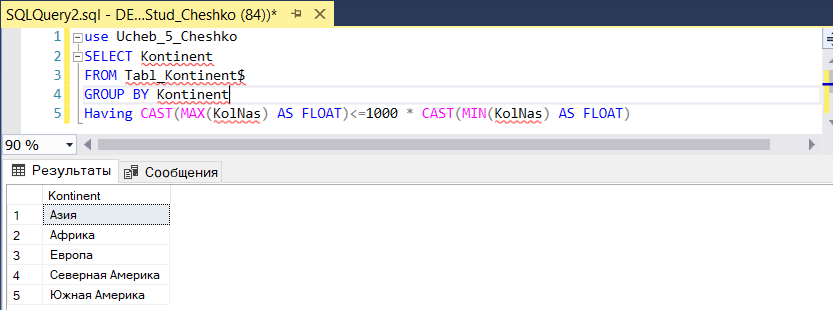 SQLQuery2.sql - DE...Stud_Cheshko (84))*
1 use Ucheb_5_Cheshko
2 SELECT Kontinent
3 FROM Tabl_Kontinent$
4 GROUP BY Kontinent
5 Having CAST(MAX(KolNas) AS FLOAT)<=1000 * CAST(MIN(KolNas) AS FLOAT)
90 %
Результаты Сообщения
Kontinent
1 Азия
2 Африка
3 Европа
4 Северная Америка
5 Южная Америка